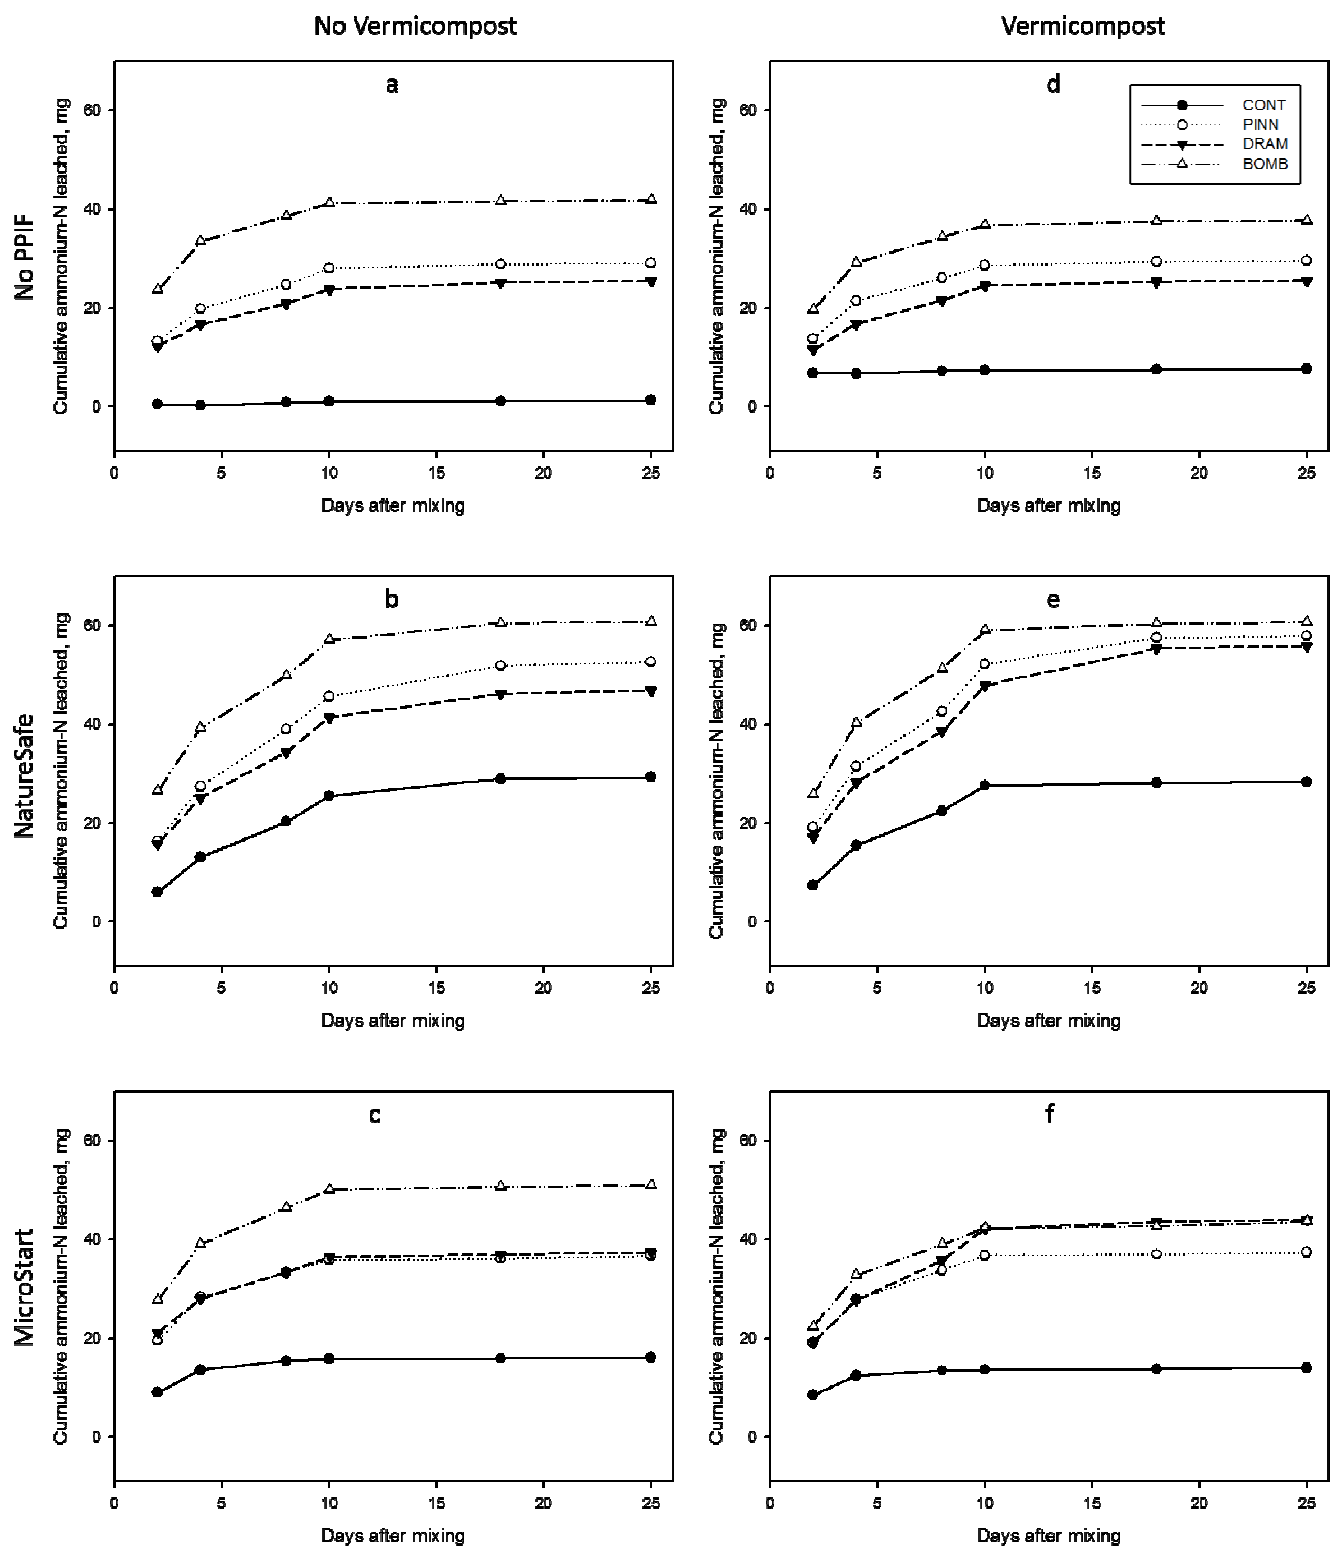 No Vermicompost
Vermicompost
No PPIF
a
Cumulative ammonium-N leached, mg
60
40
20
0
0 5 10 15 20 25
Days after mixing
d
CONT
PINN
DRAM
BOMB
Cumulative ammonium-N leached, mg
60
40
20
0
0 5 10 15 20 25
Days after mixing
NatureSafe
b
Cumulative ammonium-N leached, mg
60
40
20
0
0 5 10 15 20 25
Days after mixing
e
Cumulative ammonium-N leached, mg
60
40
20
0
0 5 10 15 20 25
Days after mixing
MicroStart
c
Cumulative ammonium-N leached, mg
60
40
20
0
0 5 10 15 20 25
Days after mixing
f
Cumulative ammonium-N leached, mg
60
40
20
0
0 5 10 15 20 25
Days after mixing